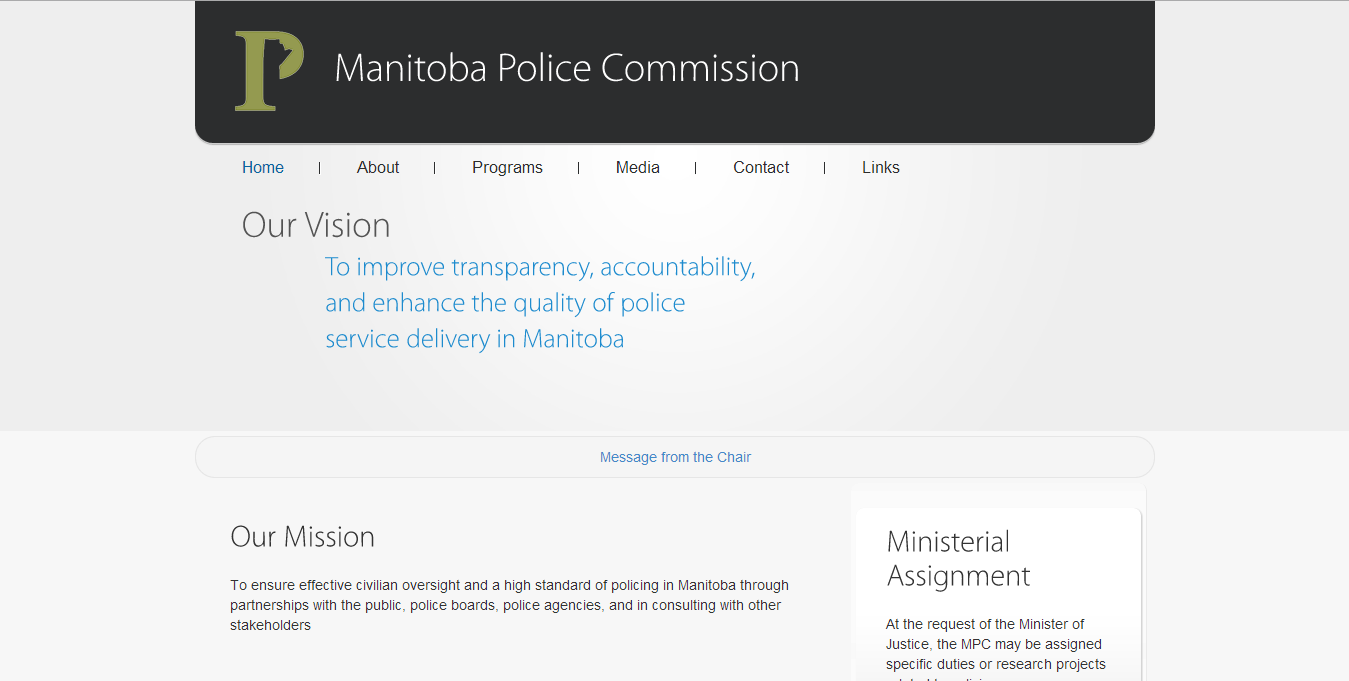 P
Manitoba Police Commission
Home | About | Programs | Media | Contact | Links
Our Vision
To improve transparency, accountability,
and enhance the quality of police
service delivery in Manitoba
Message from the Chair
Our Mission
To ensure effective civilian oversight and a high standard of policing in Manitoba through
partnerships with the public, police boards, police agencies, and in consulting with other
stakeholders
Ministerial
Assignment
At the request of the Minister of
Justice, the MPC may be assigned
specific duties or research projects